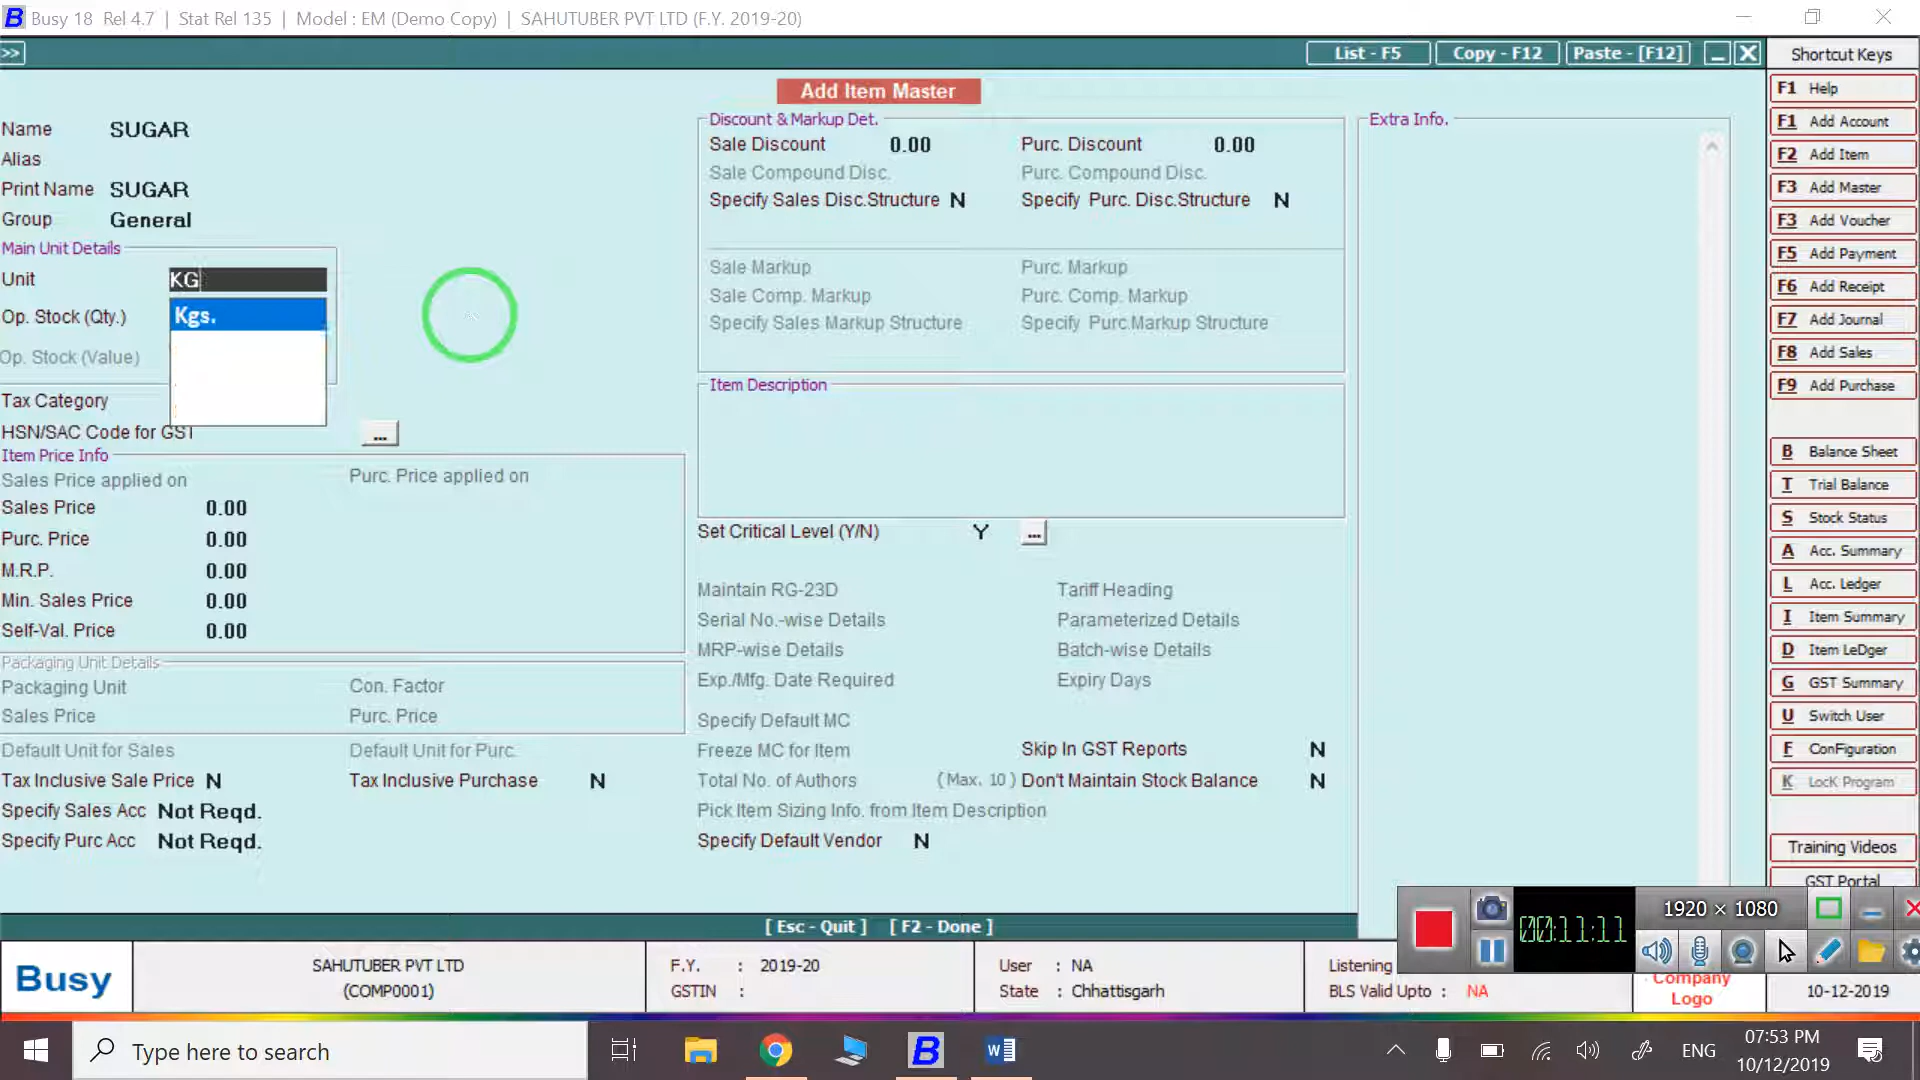 Busy 18 Rel 4.7 | Stat Rel 135 | Model : EM (Demo Copy) | SAHUTUBER PVT LTD (F.Y. 2019-20)
>> List - F5 Copy - F12 Paste - [F12] Shortcut Keys
Add Item Master
Name SUGAR
Alias
Print Name SUGAR
Group General
Main Unit Details
Unit KG
Kgs.
Op. Stock (Qty.)
Op. Stock (Value)
Tax Category
HSN/SAC Code for GST ...
Item Price Info
Sales Price applied on Purc. Price applied on
Sales Price 0.00
Purc. Price 0.00
M.R.P. 0.00
Min. Sales Price 0.00
Self-Val. Price 0.00
Packaging Unit Details
Packaging Unit Con. Factor
Sales Price Purc. Price
Default Unit for Sales Default Unit for Purc.
Tax Inclusive Sale Price N Tax Inclusive Purchase N
Specify Sales Acc Not Reqd.
Specify Purc Acc Not Reqd.
Discount & Markup Det.
Sale Discount 0.00 Purc. Discount 0.00
Sale Compound Disc. Purc. Compound Disc.
Specify Sales Disc.Structure N Specify Purc. Disc.Structure N
Sale Markup Purc. Markup
Sale Comp. Markup Purc. Comp. Markup
Specify Sales Markup Structure Specify Purc.Markup Structure
Item Description
Set Critical Level (Y/N) Y ...
Maintain RG-23D Tariff Heading
Serial No.-wise Details Parameterized Details
MRP-wise Details Batch-wise Details
Exp./Mfg. Date Required Expiry Days
Specify Default MC
Freeze MC for Item Skip In GST Reports N
Total No. of Authors (Max. 10) Don't Maintain Stock Balance N
Pick Item Sizing Info. from Item Description
Specify Default Vendor N
Extra Info.
F1 Help
F1 Add Account
F2 Add Item
F3 Add Master
F3 Add Voucher
F5 Add Payment
F6 Add Receipt
F7 Add Journal
F8 Add Sales
F9 Add Purchase
B Balance Sheet
T Trial Balance
S Stock Status
A Acc. Summary
L Acc. Ledger
I Item Summary
D Item LeDger
G GST Summary
U Switch User
F ConFiguration
K LocK Program
Training Videos
GST Portal
[ Esc - Quit ] [ F2 - Done ]
00:11:11 1920 × 1080
Busy
SAHUTUBER PVT LTD
(COMP0001)
F.Y. : 2019-20
GSTIN :
User : NA
State : Chhattisgarh
Listening
BLS Valid Upto : NA
Company
Logo
10-12-2019
Type here to search
ENG
07:53 PM
10/12/2019